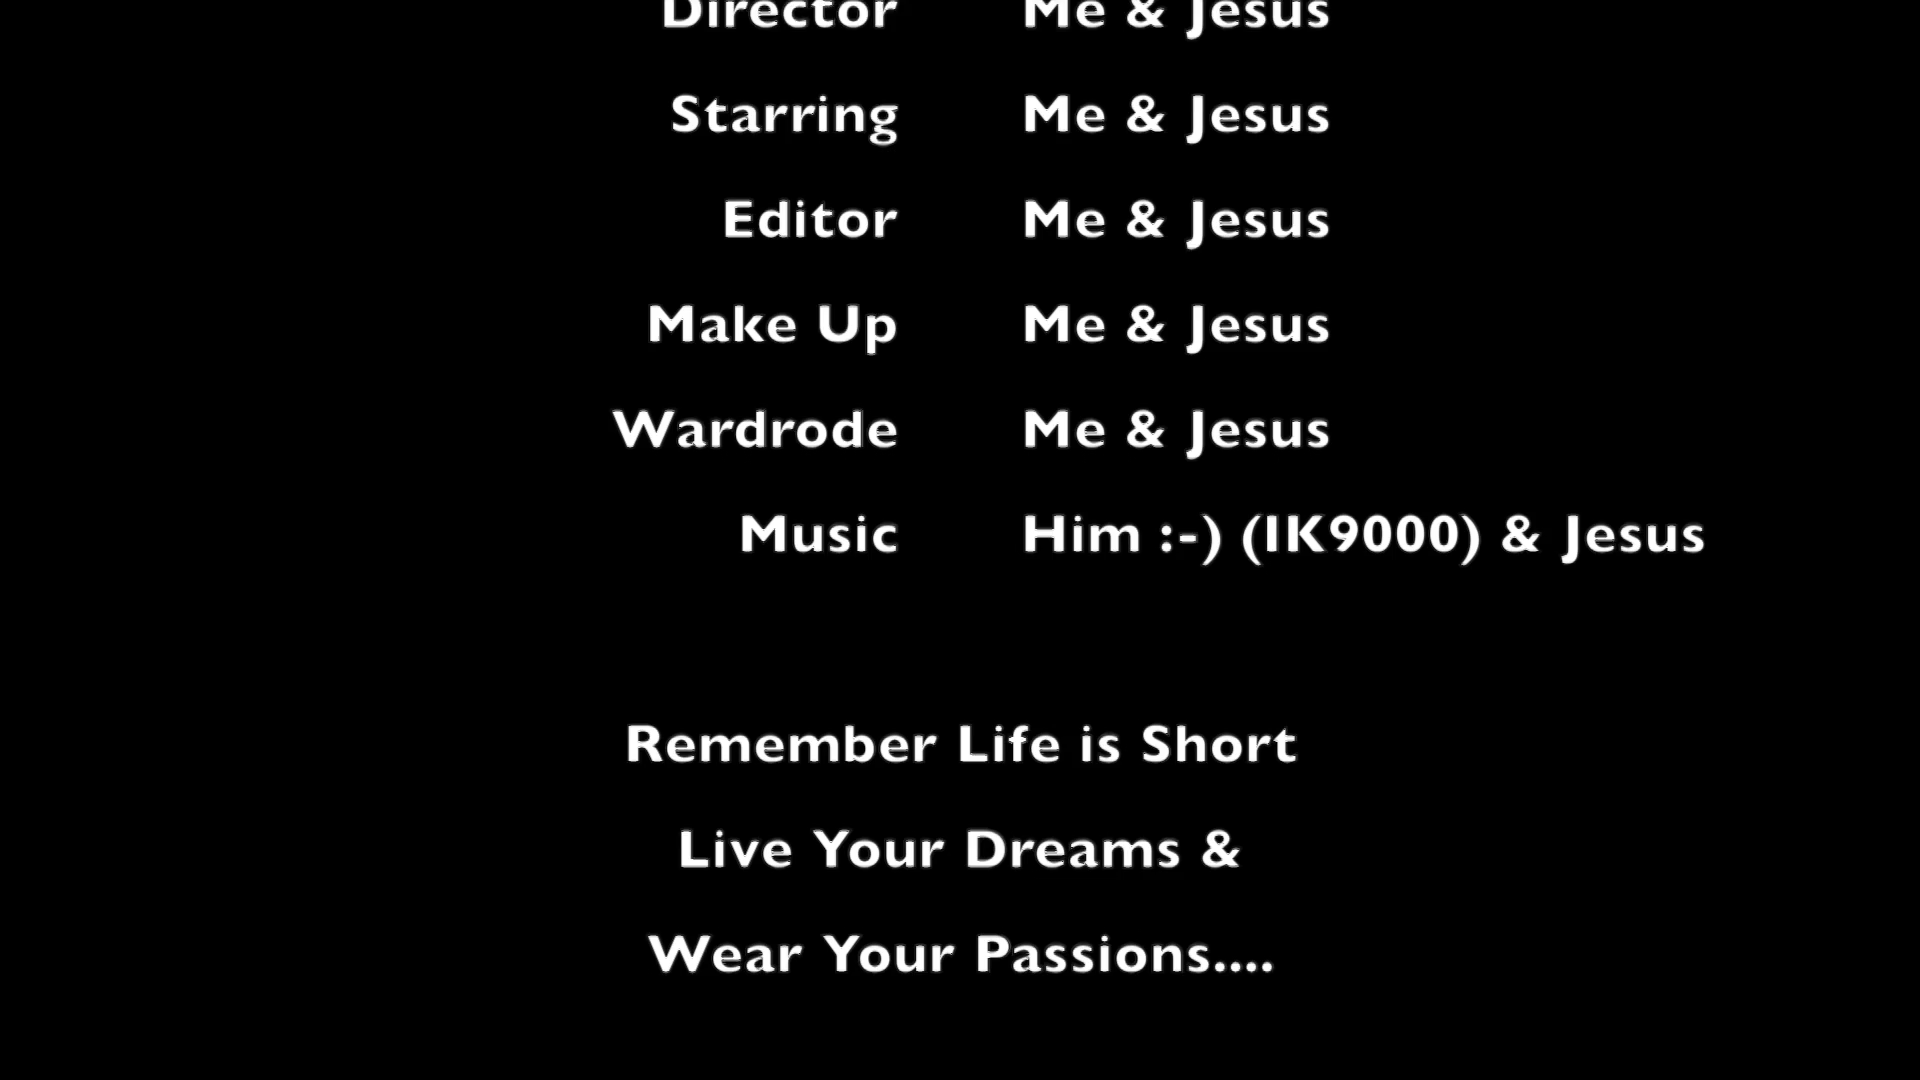 Director Me & Jesus
Starring Me & Jesus
Editor Me & Jesus
Make Up Me & Jesus
Wardrode Me & Jesus
Music Him :-) (IK9000) & Jesus
Remember Life is Short
Live Your Dreams &
Wear Your Passions....